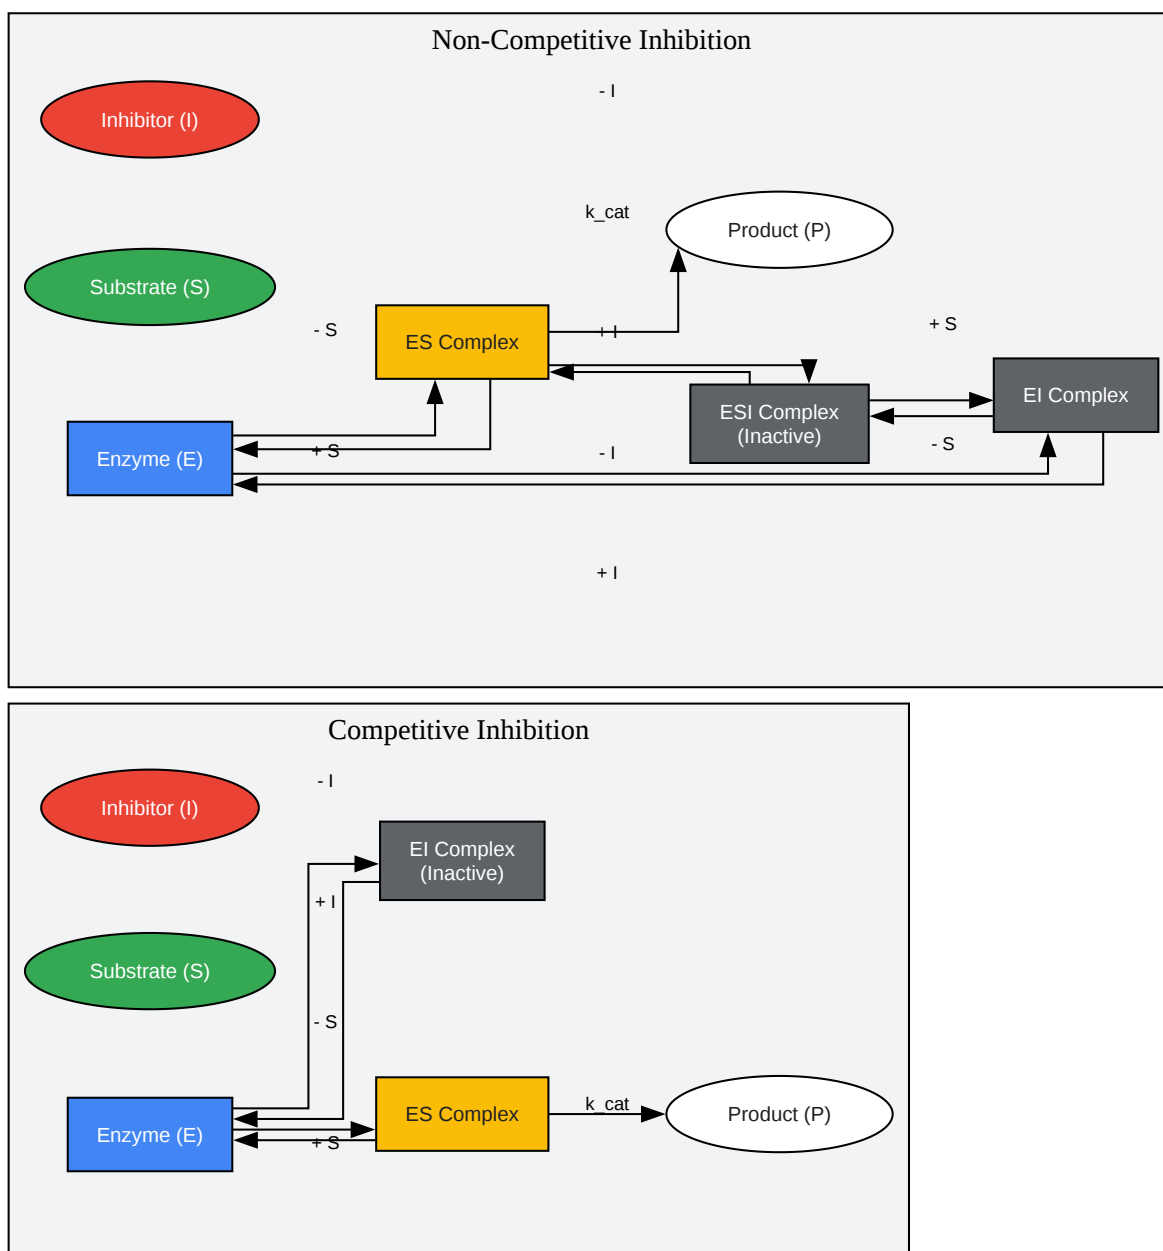 Non-Competitive Inhibition
- I
Inhibitor (I)
k_cat
Product (P)
Substrate (S)
- S
ES Complex
+ I
+ S
EI Complex
ESI Complex
(Inactive)
Enzyme (E)
+ S
- I
- S
+ I
Competitive Inhibition
- I
Inhibitor (I)
EI Complex
(Inactive)
+ I
Substrate (S)
- S
ES Complex
k_cat
Product (P)
Enzyme (E)
+ S